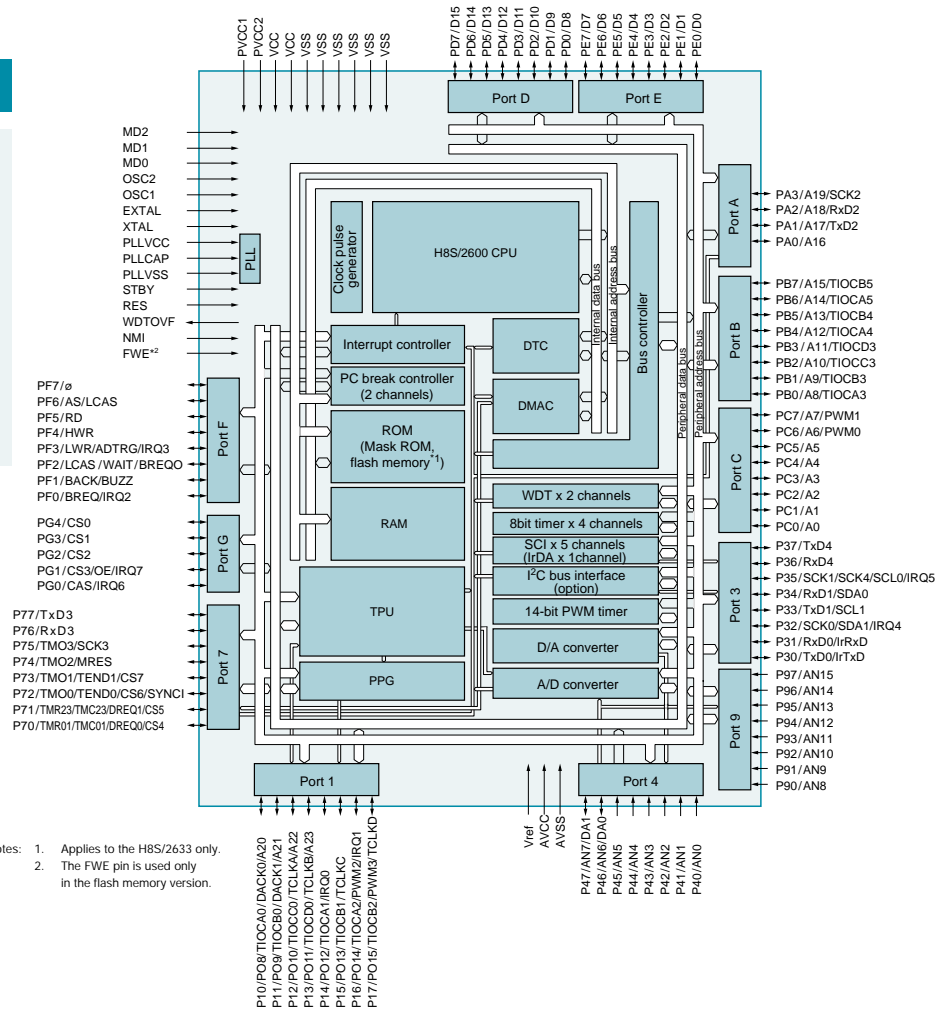 PVCC1
PVCC2
VCC
VCC
VSS
VSS
VSS
VSS
VSS
VSS
PD7/D15
PD6/D14
PD5/D13
PD4/D12
PD3/D11
PD2/D10
PD1/D9
PD0/D8
PE7/D7
PE6/D6
PE5/D5
PE4/D4
PE3/D3
PE2/D2
PE1/D1
PE0/D0
Port D
Port E
MD2
MD1
MD0
OSC2
OSC1
EXTAL
XTAL
PLLVCC
PLLCAP
PLLVSS
STBY
RES
WDTOVF
NMI
FWE*2
PLL
Clock pulse
generator
H8S/2600 CPU
Internal data bus
Internal address bus
Bus controller
Peripheral data bus
Peripheral address bus
Interrupt controller
PC break controller
(2 channels)
ROM
(Mask ROM,
flash memory*1)
RAM
TPU
PPG
DTC
DMAC
WDT x 2 channels
8bit timer x 4 channels
SCI x 5 channels
(IrDA x 1channel)
I2C bus interface
(option)
14-bit PWM timer
D/A converter
A/D converter
Port A
PA3/A19/SCK2
PA2/A18/RxD2
PA1/A17/TxD2
PA0/A16
Port B
PB7/A15/TIOCB5
PB6/A14/TIOCA5
PB5/A13/TIOCB4
PB4/A12/TIOCA4
PB3/A11/TIOCD3
PB2/A10/TIOCC3
PB1/A9/TIOCB3
PB0/A8/TIOCA3
Port C
PC7/A7/PWM1
PC6/A6/PWM0
PC5/A5
PC4/A4
PC3/A3
PC2/A2
PC1/A1
PC0/A0
Port 3
P37/TxD4
P36/RxD4
P35/SCK1/SCK4/SCL0/IRQ5
P34/RxD1/SDA0
P33/TxD1/SCL1
P32/SCK0/SDA1/IRQ4
P31/RxD0/IrRxD
P30/TxD0/IrTxD
Port 9
P97/AN15
P96/AN14
P95/AN13
P94/AN12
P93/AN11
P92/AN10
P91/AN9
P90/AN8
PF7/ø
PF6/AS/LCAS
PF5/RD
PF4/HWR
PF3/LWR/ADTRG/IRQ3
PF2/LCAS/WAIT/BREQO
PF1/BACK/BUZZ
PF0/BREQ/IRQ2
Port F
PG4/CS0
PG3/CS1
PG2/CS2
PG1/CS3/OE/IRQ7
PG0/CAS/IRQ6
Port G
P77/TxD3
P76/RxD3
P75/TMO3/SCK3
P74/TMO2/MRES
P73/TMO1/TEND1/CS7
P72/TMO0/TEND0/CS6/SYNCI
P71/TMR23/TMC23/DREQ1/CS5
P70/TMR01/TMC01/DREQ0/CS4
Port 7
Port 1
Port 4
P10/PO8/TIOCA0/DACK0/A20
P11/PO9/TIOCB0/DACK1/A21
P12/PO10/TIOCC0/TCLKA/A22
P13/PO11/TIOCD0/TCLKB/A23
P14/PO12/TIOCA1/IRQ0
P15/PO13/TIOCB1/TCLKC
P16/PO14/TIOCA2/PWM2/IRQ1
P17/PO15/TIOCB2/PWM3/TCLKD
Vref
AVCC
AVSS
P47/AN7/DA1
P46/AN6/DA0
P45/AN5
P44/AN4
P43/AN3
P42/AN2
P41/AN1
P40/AN0
otes: 1. Applies to the H8S/2633 only.
2. The FWE pin is used only
in the flash memory version.